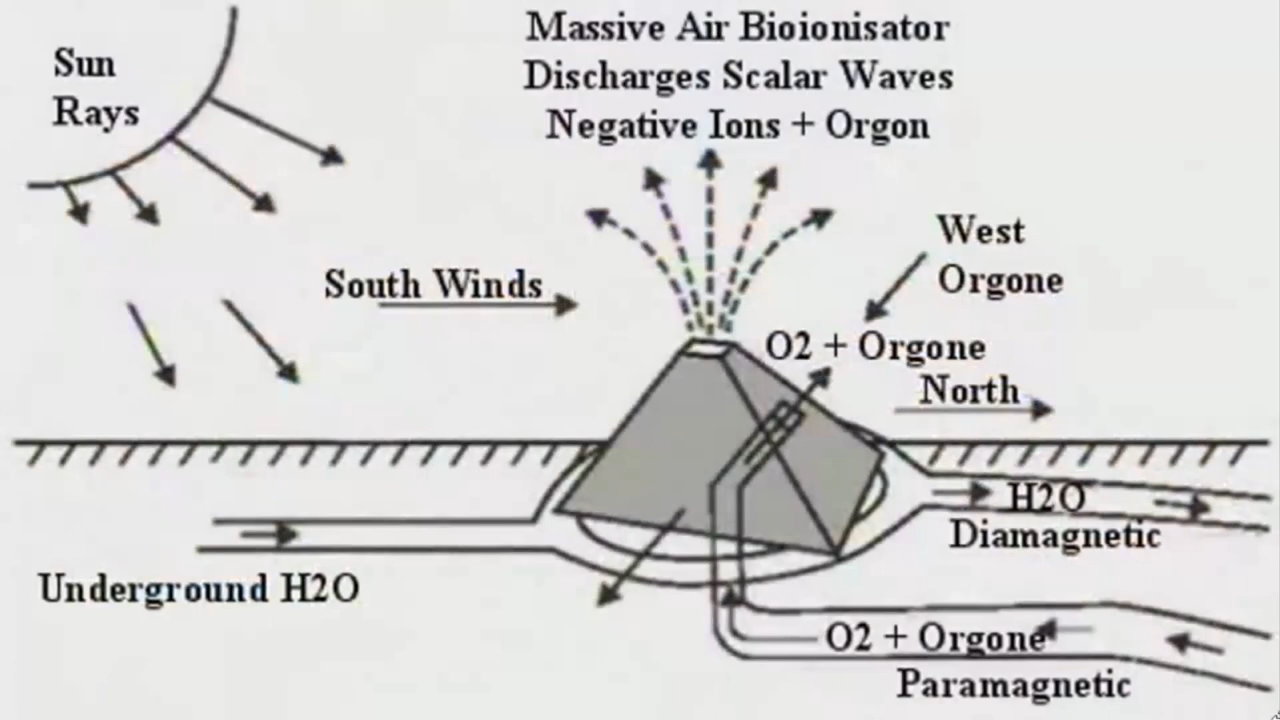 Sun
Rays
Massive Air Bioionisator
Discharges Scalar Waves
Negative Ions + Orgon
West
Orgone
South Winds
O2 + Orgone
North
H2O
Diamagnetic
Underground H2O
O2 + Orgone
Paramagnetic